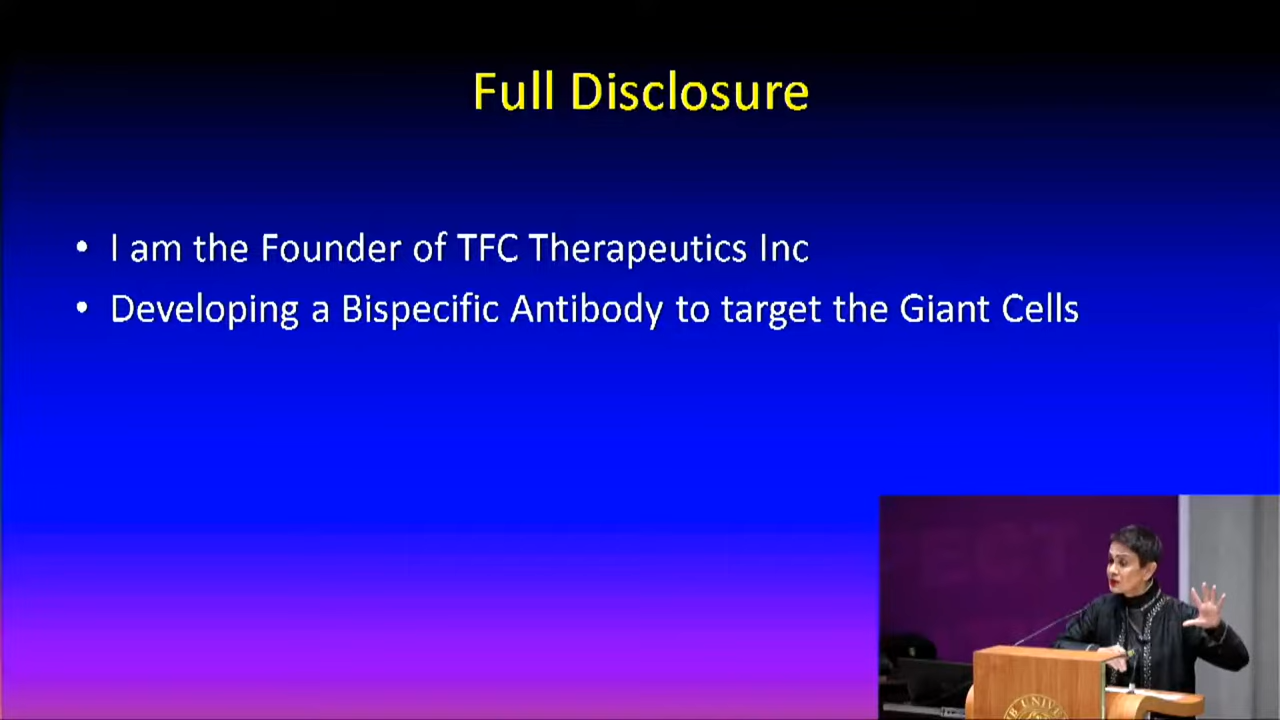 Full Disclosure
• I am the Founder of TFC Therapeutics Inc
• Developing a Bispecific Antibody to target the Giant Cells